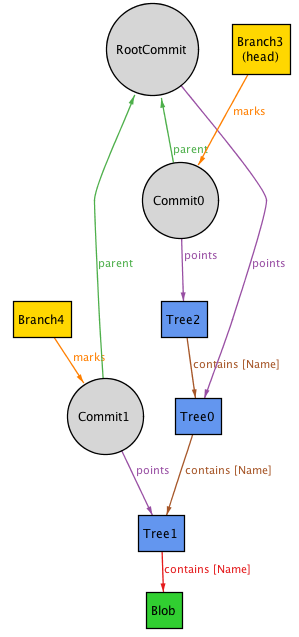 RootCommit
Branch3
(head)
marks
parent
Commit0
points
parent
points
Branch4
Tree2
marks
contains [Name]
Commit1
Tree0
points
contains [Name]
Tree1
contains [Name]
Blob